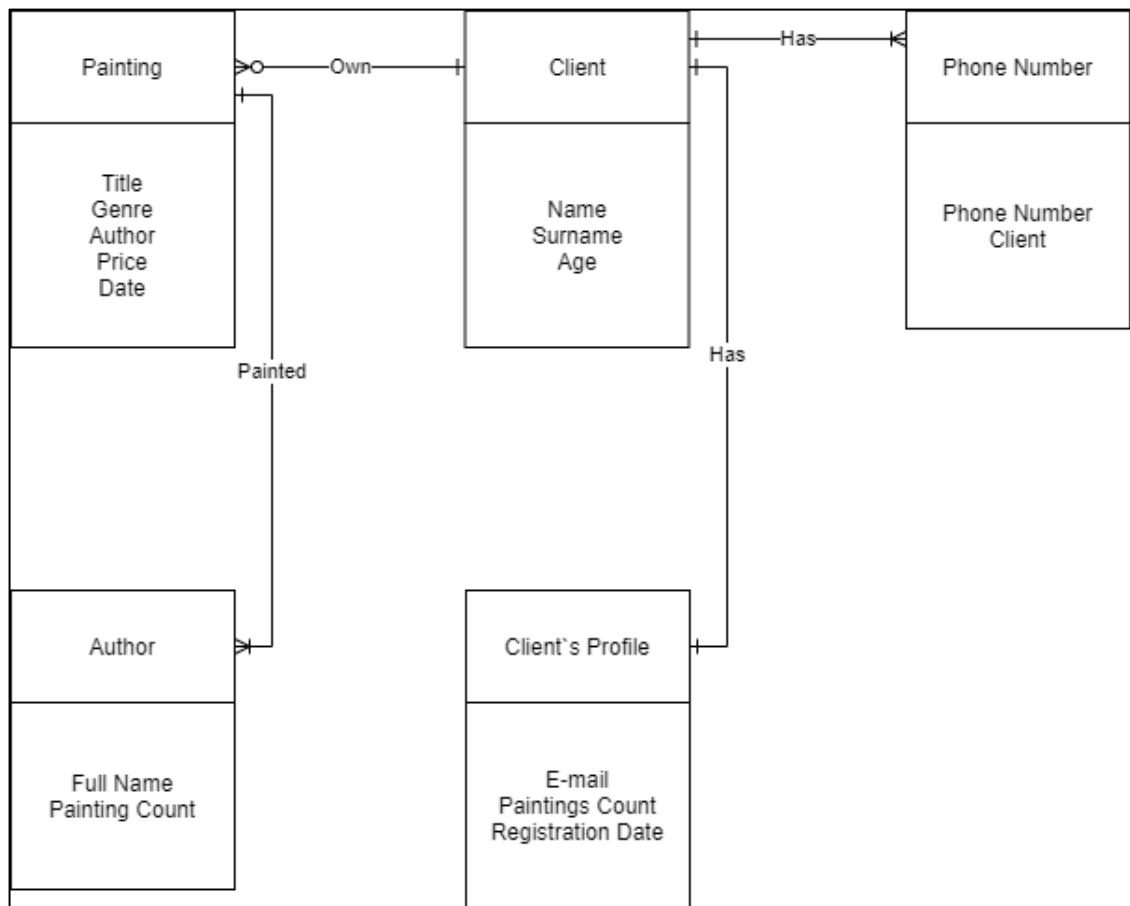 Painting
Own
Client
Has
Phone Number
Title
Genre
Author
Price
Date
Name
Surname
Age
Phone Number
Client
Has
Painted
Author
Client`s Profile
Full Name
Painting Count
E-mail
Paintings Count
Registration Date